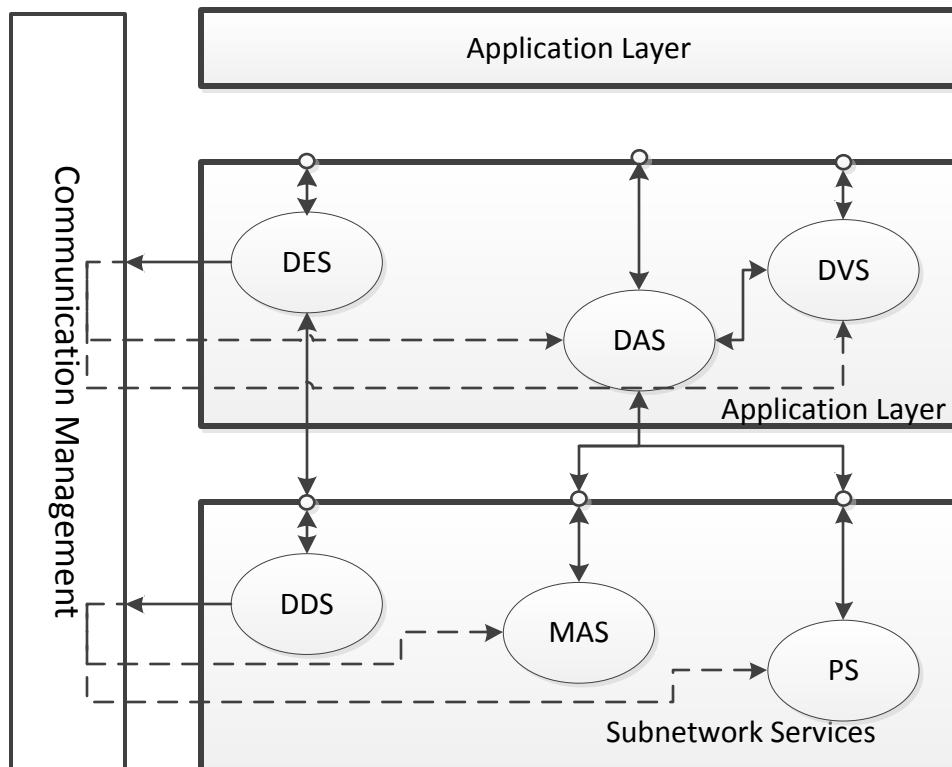 Application Layer
Communication Management
DES
DVS
DAS
Application Layer
DDS
MAS
PS
Subnetwork Services